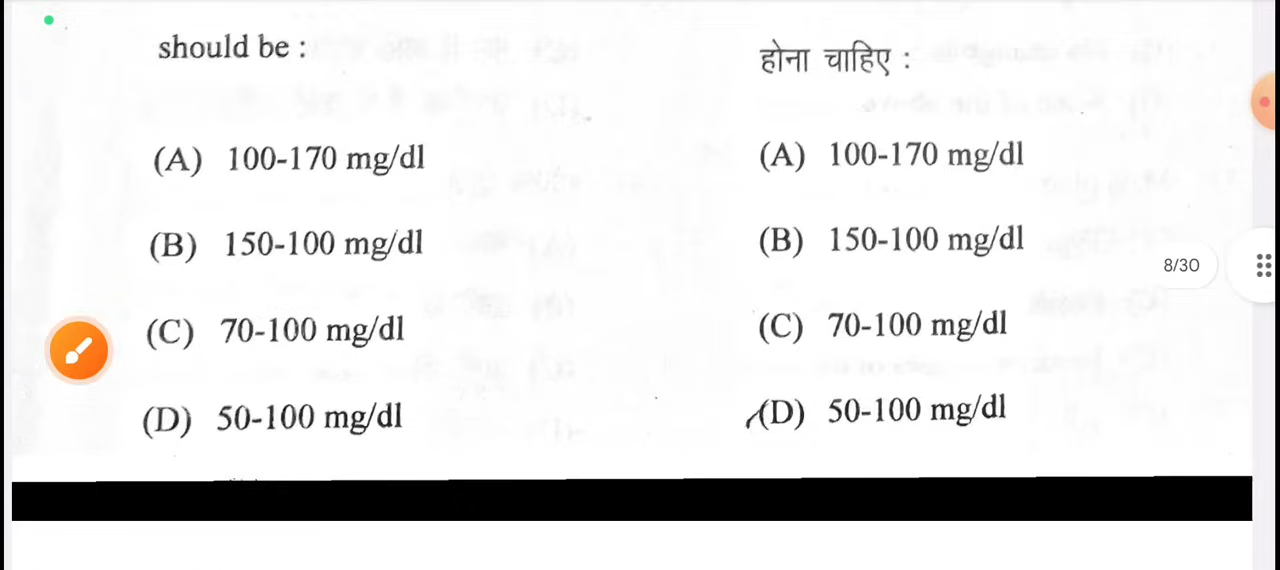 should be :
(A) 100-170 mg/dl
(B) 150-100 mg/dl
(C) 70-100 mg/dl
(D) 50-100 mg/dl
होना चाहिए :
(A) 100-170 mg/dl
(B) 150-100 mg/dl
(C) 70-100 mg/dl
(D) 50-100 mg/dl
8/30